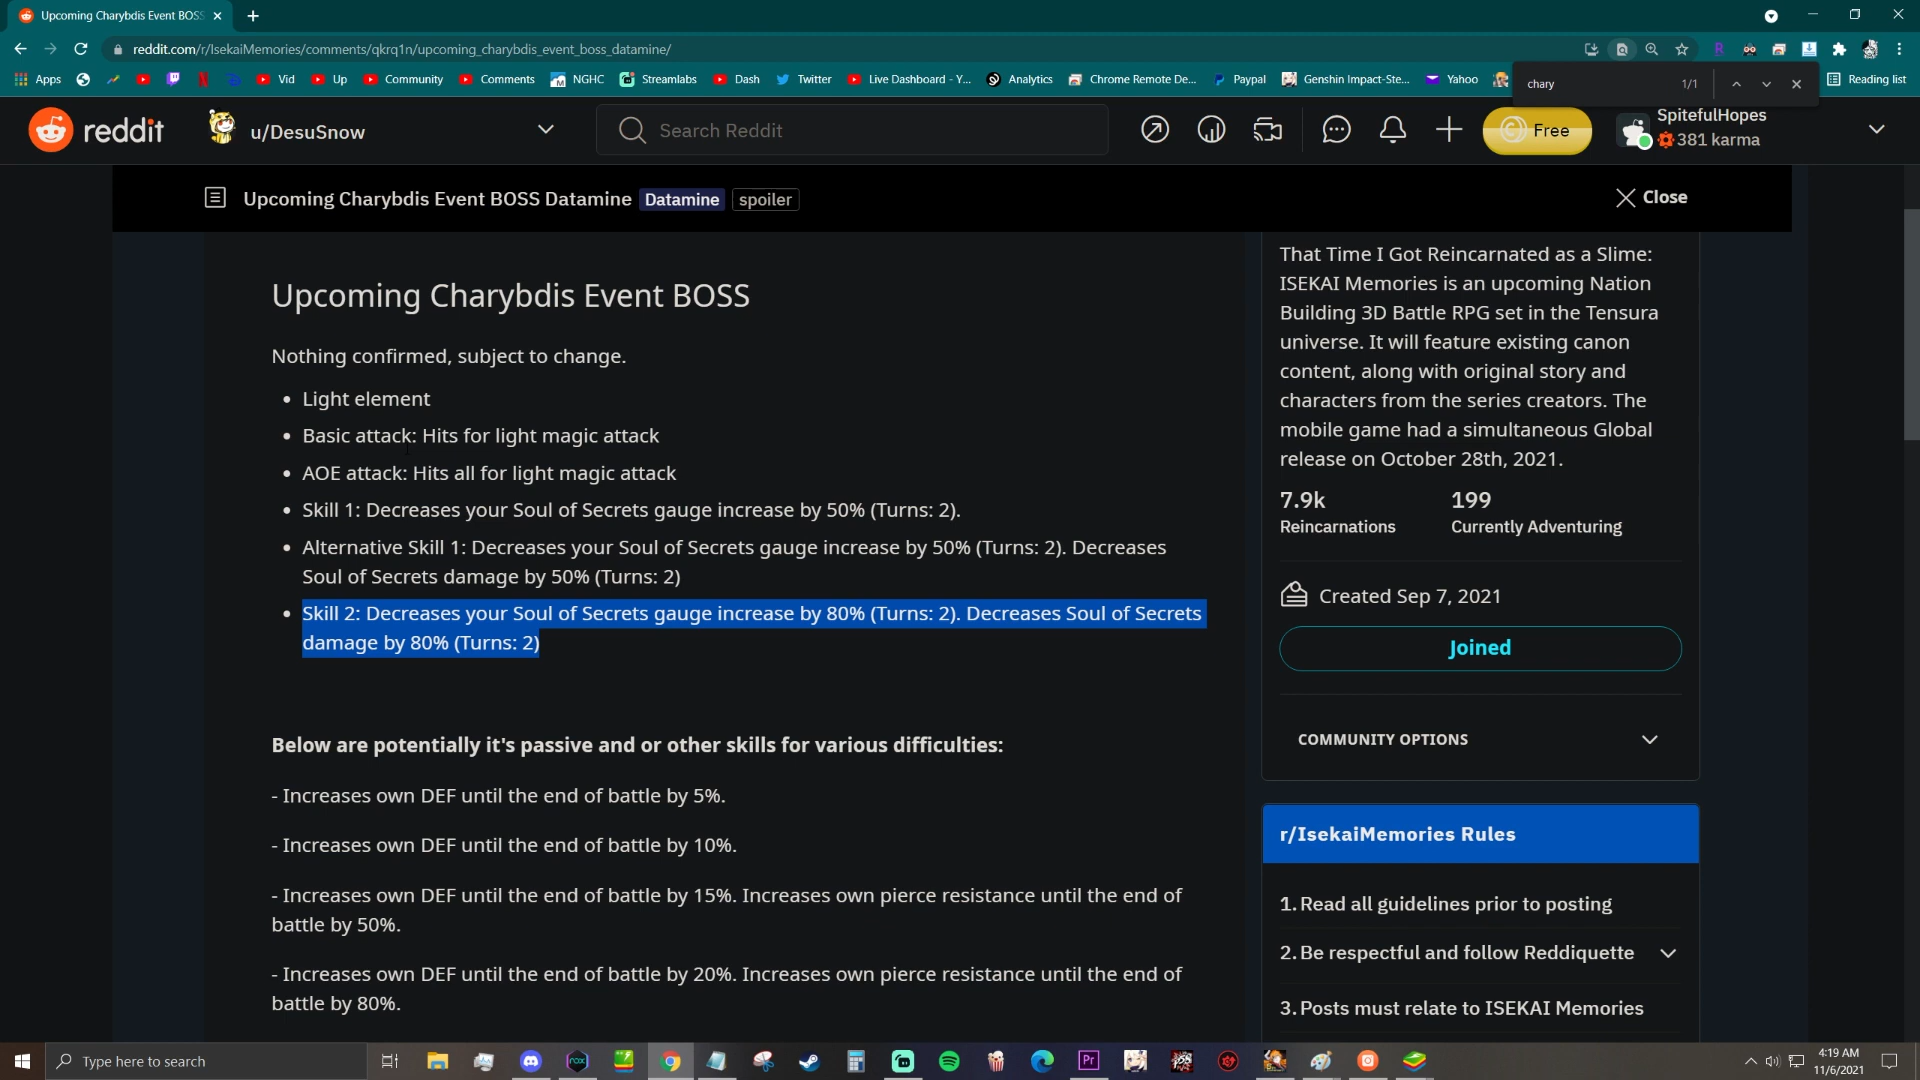 Upcoming Charybdis Event BOSS
reddit.com/r/IsekaiMemories/comments/qkrq1n/upcoming_charybdis_event_boss_datamine/
Apps
Vid
Up
Community
Comments
NGHC
Streamlabs
Dash
Twitter
Live Dashboard - Y...
Analytics
Chrome Remote De...
Paypal
Genshin Impact-Ste...
Yahoo
chary
1/1
Reading list
reddit
u/DesuSnow
Search Reddit
Free
SpitefulHopes
381 karma
Upcoming Charybdis Event BOSS Datamine Datamine spoiler
Close
Upcoming Charybdis Event BOSS
Nothing confirmed, subject to change.
• Light element
• Basic attack: Hits for light magic attack
• AOE attack: Hits all for light magic attack
• Skill 1: Decreases your Soul of Secrets gauge increase by 50% (Turns: 2).
• Alternative Skill 1: Decreases your Soul of Secrets gauge increase by 50% (Turns: 2). Decreases
Soul of Secrets damage by 50% (Turns: 2)
• Skill 2: Decreases your Soul of Secrets gauge increase by 80% (Turns: 2). Decreases Soul of Secrets
damage by 80% (Turns: 2)
Below are potentially it's passive and or other skills for various difficulties:
- Increases own DEF until the end of battle by 5%.
- Increases own DEF until the end of battle by 10%.
- Increases own DEF until the end of battle by 15%. Increases own pierce resistance until the end of
battle by 50%.
- Increases own DEF until the end of battle by 20%. Increases own pierce resistance until the end of
battle by 80%.
That Time I Got Reincarnated as a Slime:
ISEKAI Memories is an upcoming Nation
Building 3D Battle RPG set in the Tensura
universe. It will feature existing canon
content, along with original story and
characters from the series creators. The
mobile game had a simultaneous Global
release on October 28th, 2021.
7.9k
Reincarnations
199
Currently Adventuring
Created Sep 7, 2021
Joined
COMMUNITY OPTIONS
r/IsekaiMemories Rules
1. Read all guidelines prior to posting
2. Be respectful and follow Reddiquette
3. Posts must relate to ISEKAI Memories
Type here to search
Pr
4:19 AM
11/6/2021